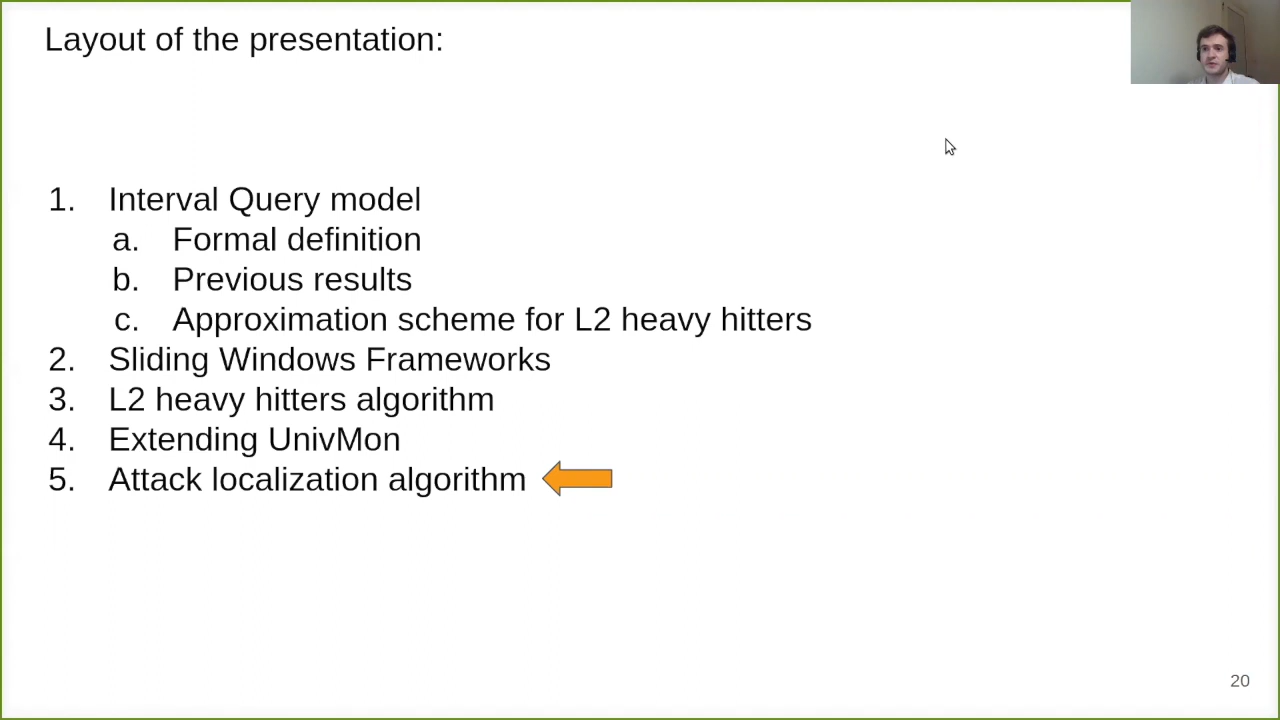 Layout of the presentation:
1. Interval Query model
a. Formal definition
b. Previous results
c. Approximation scheme for L2 heavy hitters
2. Sliding Windows Frameworks
3. L2 heavy hitters algorithm
4. Extending UnivMon
5. Attack localization algorithm
20